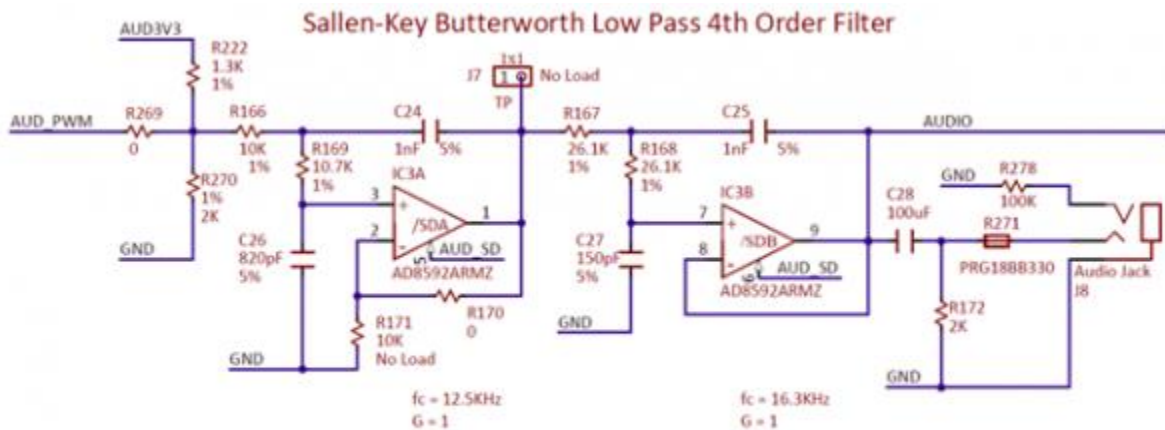 Sallen-Key Butterworth Low Pass 4th Order Filter
AUD3V3
R222
1.3K
1%
1x1
J7
1
No Load
TP
AUD_PWM
R269
0
R166
10K
1%
C24
1nF
5%
R167
26.1K
1%
C25
1nF
5%
AUDIO
R169
10.7K
1%
R168
26.1K
1%
R270
1%
2K
IC3A
3
+
/SDA
1
2
-
5
AUD_SD
AD8592ARMZ
IC3B
7
+
/SDB
9
8
-
6
AUD_SD
AD8592ARMZ
GND
R278
100K
C28
100uF
R271
PRG18BB330
Audio Jack
J8
GND
C26
820pF
5%
C27
150pF
5%
R170
0
R171
10K
No Load
GND
GND
R172
2K
GND
fc = 12.5KHz
G = 1
fc = 16.3KHz
G = 1